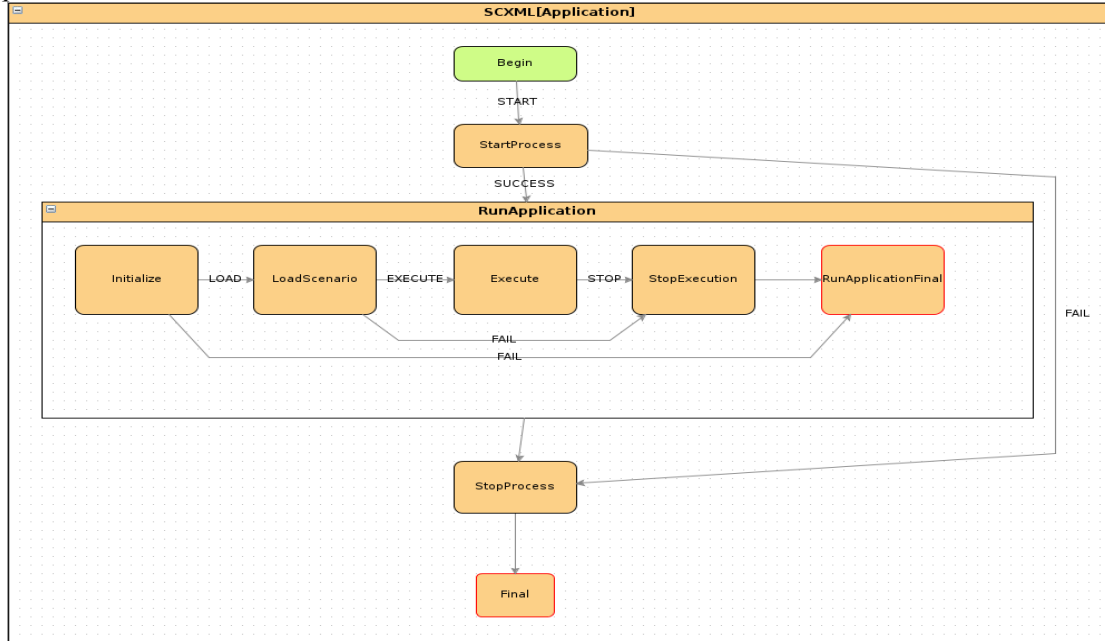 SCXML[Application]
Begin
START
StartProcess
SUCCESS
RunApplication
Initialize
LOAD
LoadScenario
EXECUTE
Execute
STOP
StopExecution
RunApplicationFinal
FAIL
FAIL
FAIL
StopProcess
Final